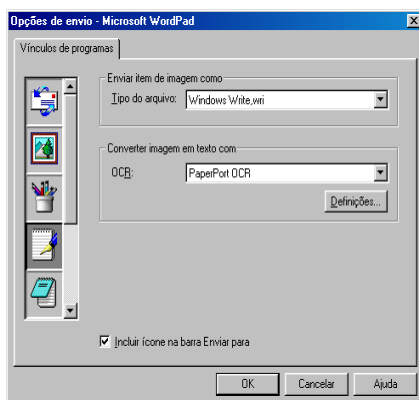 Opções de envio - Microsoft WordPad
Vínculos de programas
Enviar item de imagem como
Tipo do arquivo: Windows Write,wri
Converter imagem em texto com
OCR: PaperPort OCR
Definições...
Incluir ícone na barra Enviar para
OK Cancelar Ajuda